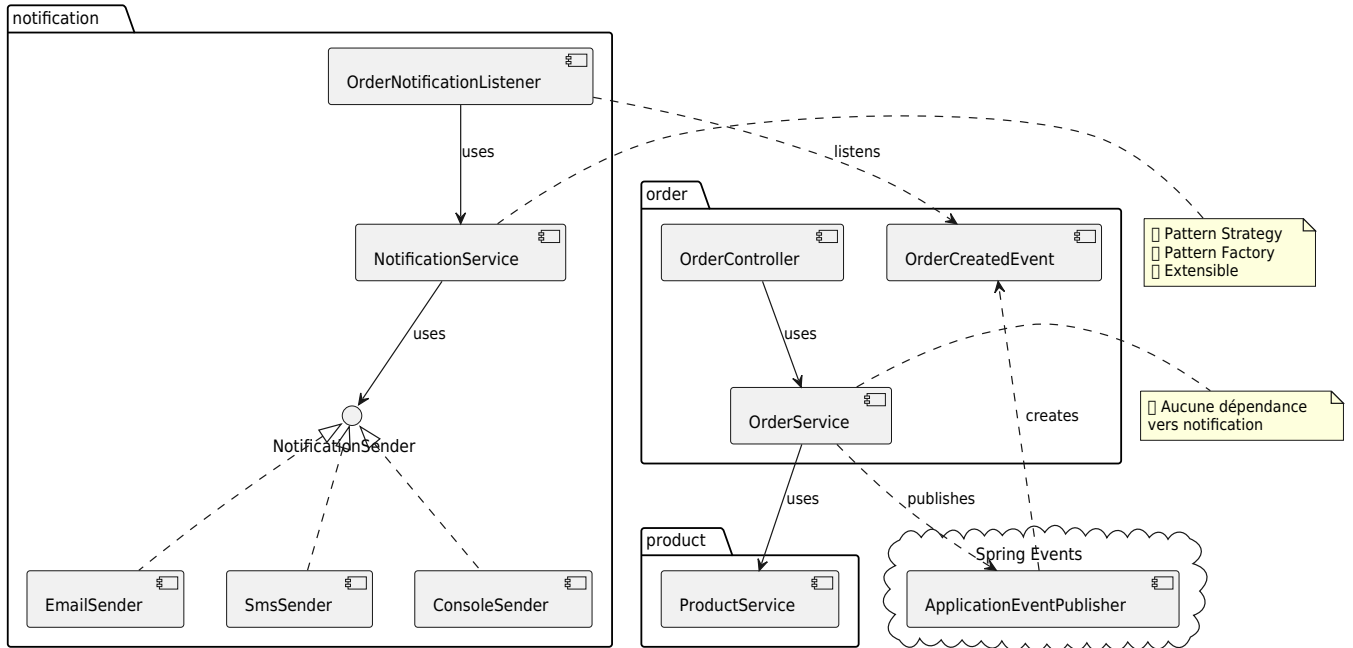 notification
OrderNotificationListener
uses
listens
order
NotificationService
OrderController
OrderCreatedEvent
▯ Pattern Strategy
▯ Pattern Factory
▯ Extensible
uses
uses
NotificationSender
OrderService
creates
▯ Aucune dépendance
vers notification
uses
publishes
product
Spring Events
EmailSender
SmsSender
ConsoleSender
ProductService
ApplicationEventPublisher